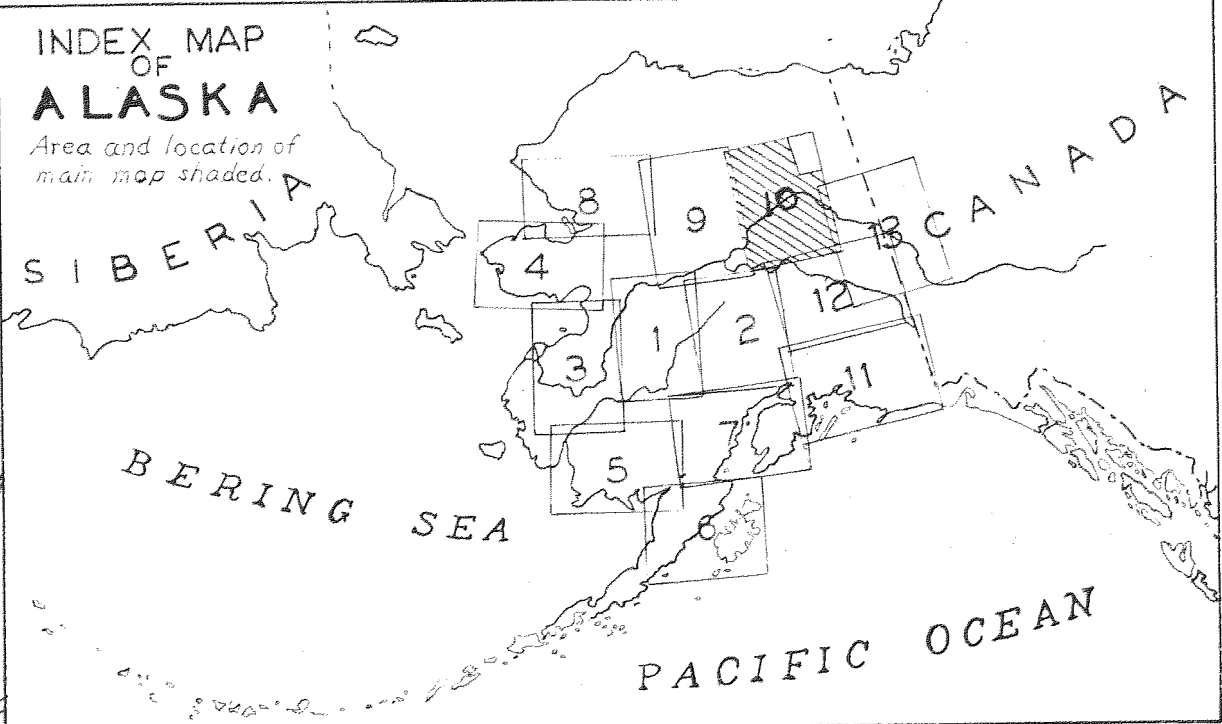 INDEX MAP
OF
ALASKA
Area and location of
main map shaded.
SIBERIA
CANADA
8
9
10
13
4
12
1
2
3
11
7
5
6
BERING SEA
PACIFIC OCEAN